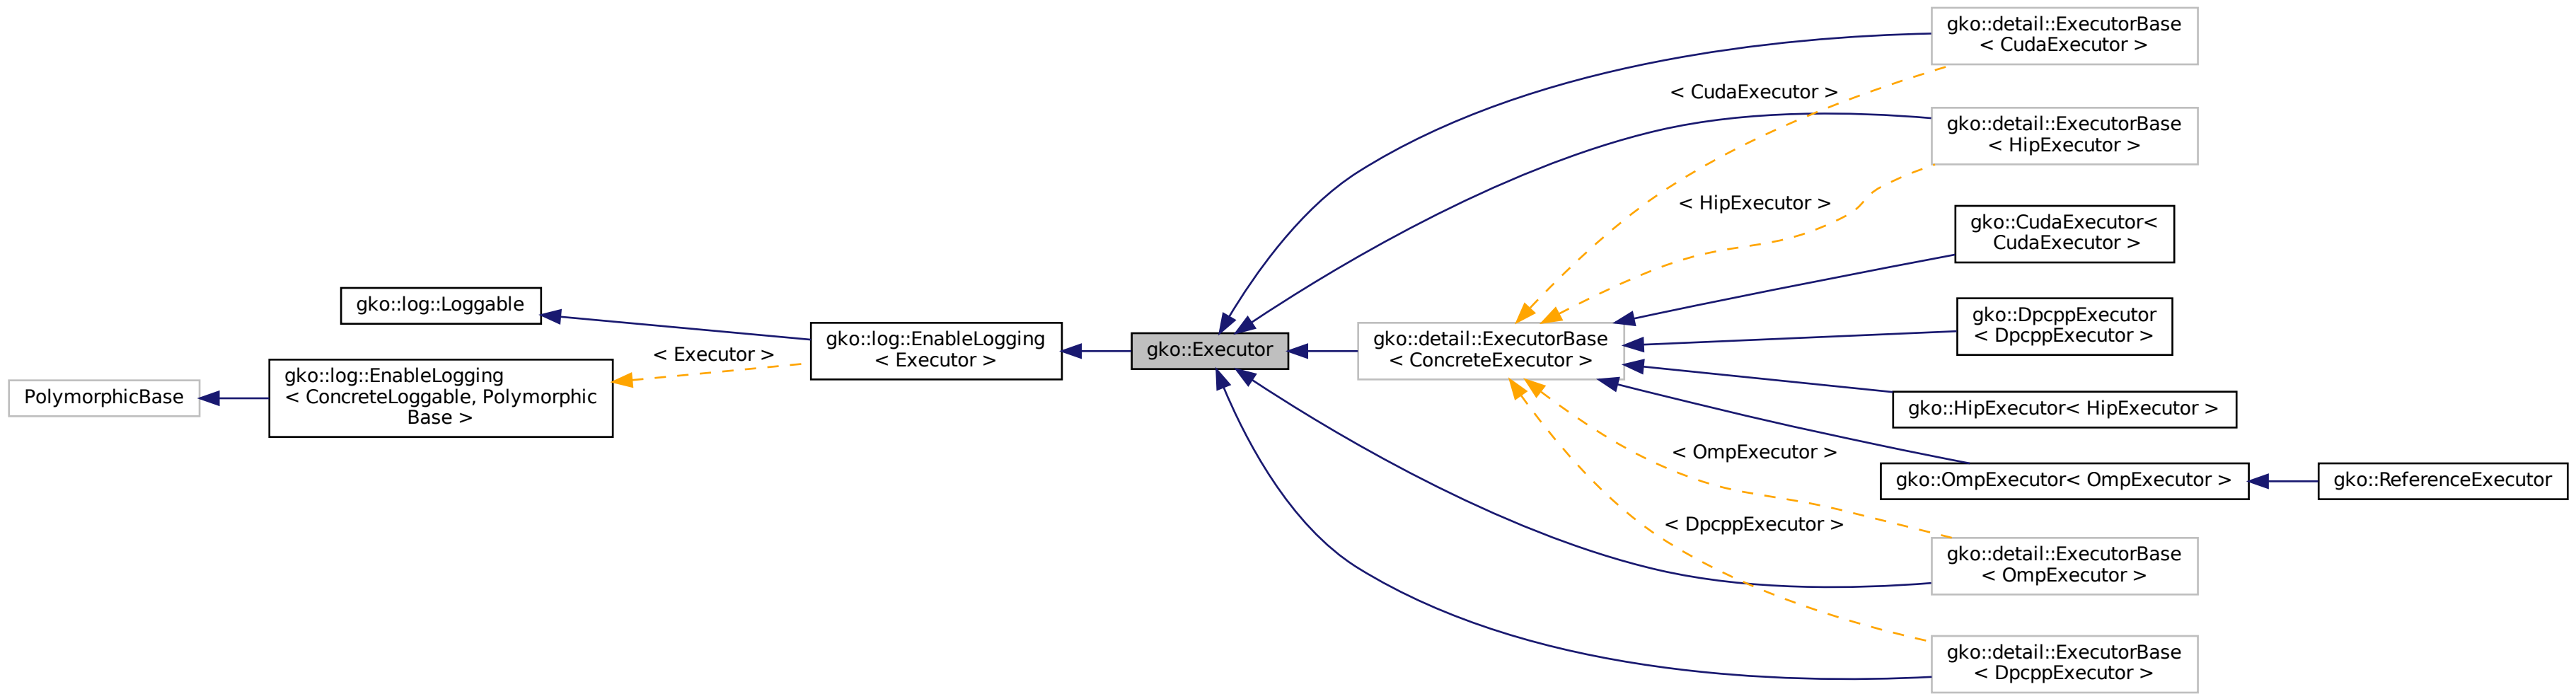 PolymorphicBase
gko::log::Loggable
gko::log::EnableLogging
< ConcreteLoggable, Polymorphic
Base >
< Executor >
gko::log::EnableLogging
< Executor >
gko::Executor
gko::detail::ExecutorBase
< ConcreteExecutor >
< CudaExecutor >
< HipExecutor >
< OmpExecutor >
< DpcppExecutor >
gko::detail::ExecutorBase
< CudaExecutor >
gko::detail::ExecutorBase
< HipExecutor >
gko::CudaExecutor<
CudaExecutor >
gko::DpcppExecutor
< DpcppExecutor >
gko::HipExecutor< HipExecutor >
gko::OmpExecutor< OmpExecutor >
gko::ReferenceExecutor
gko::detail::ExecutorBase
< OmpExecutor >
gko::detail::ExecutorBase
< DpcppExecutor >